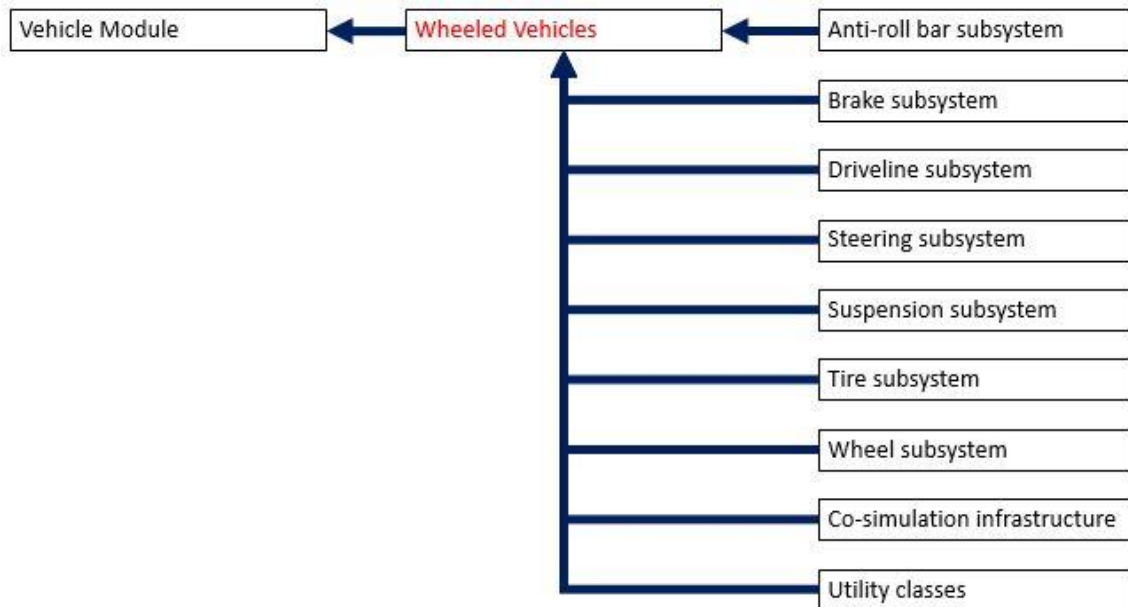 Vehicle Module
Wheeled Vehicles
Anti-roll bar subsystem
Brake subsystem
Driveline subsystem
Steering subsystem
Suspension subsystem
Tire subsystem
Wheel subsystem
Co-simulation infrastructure
Utility classes